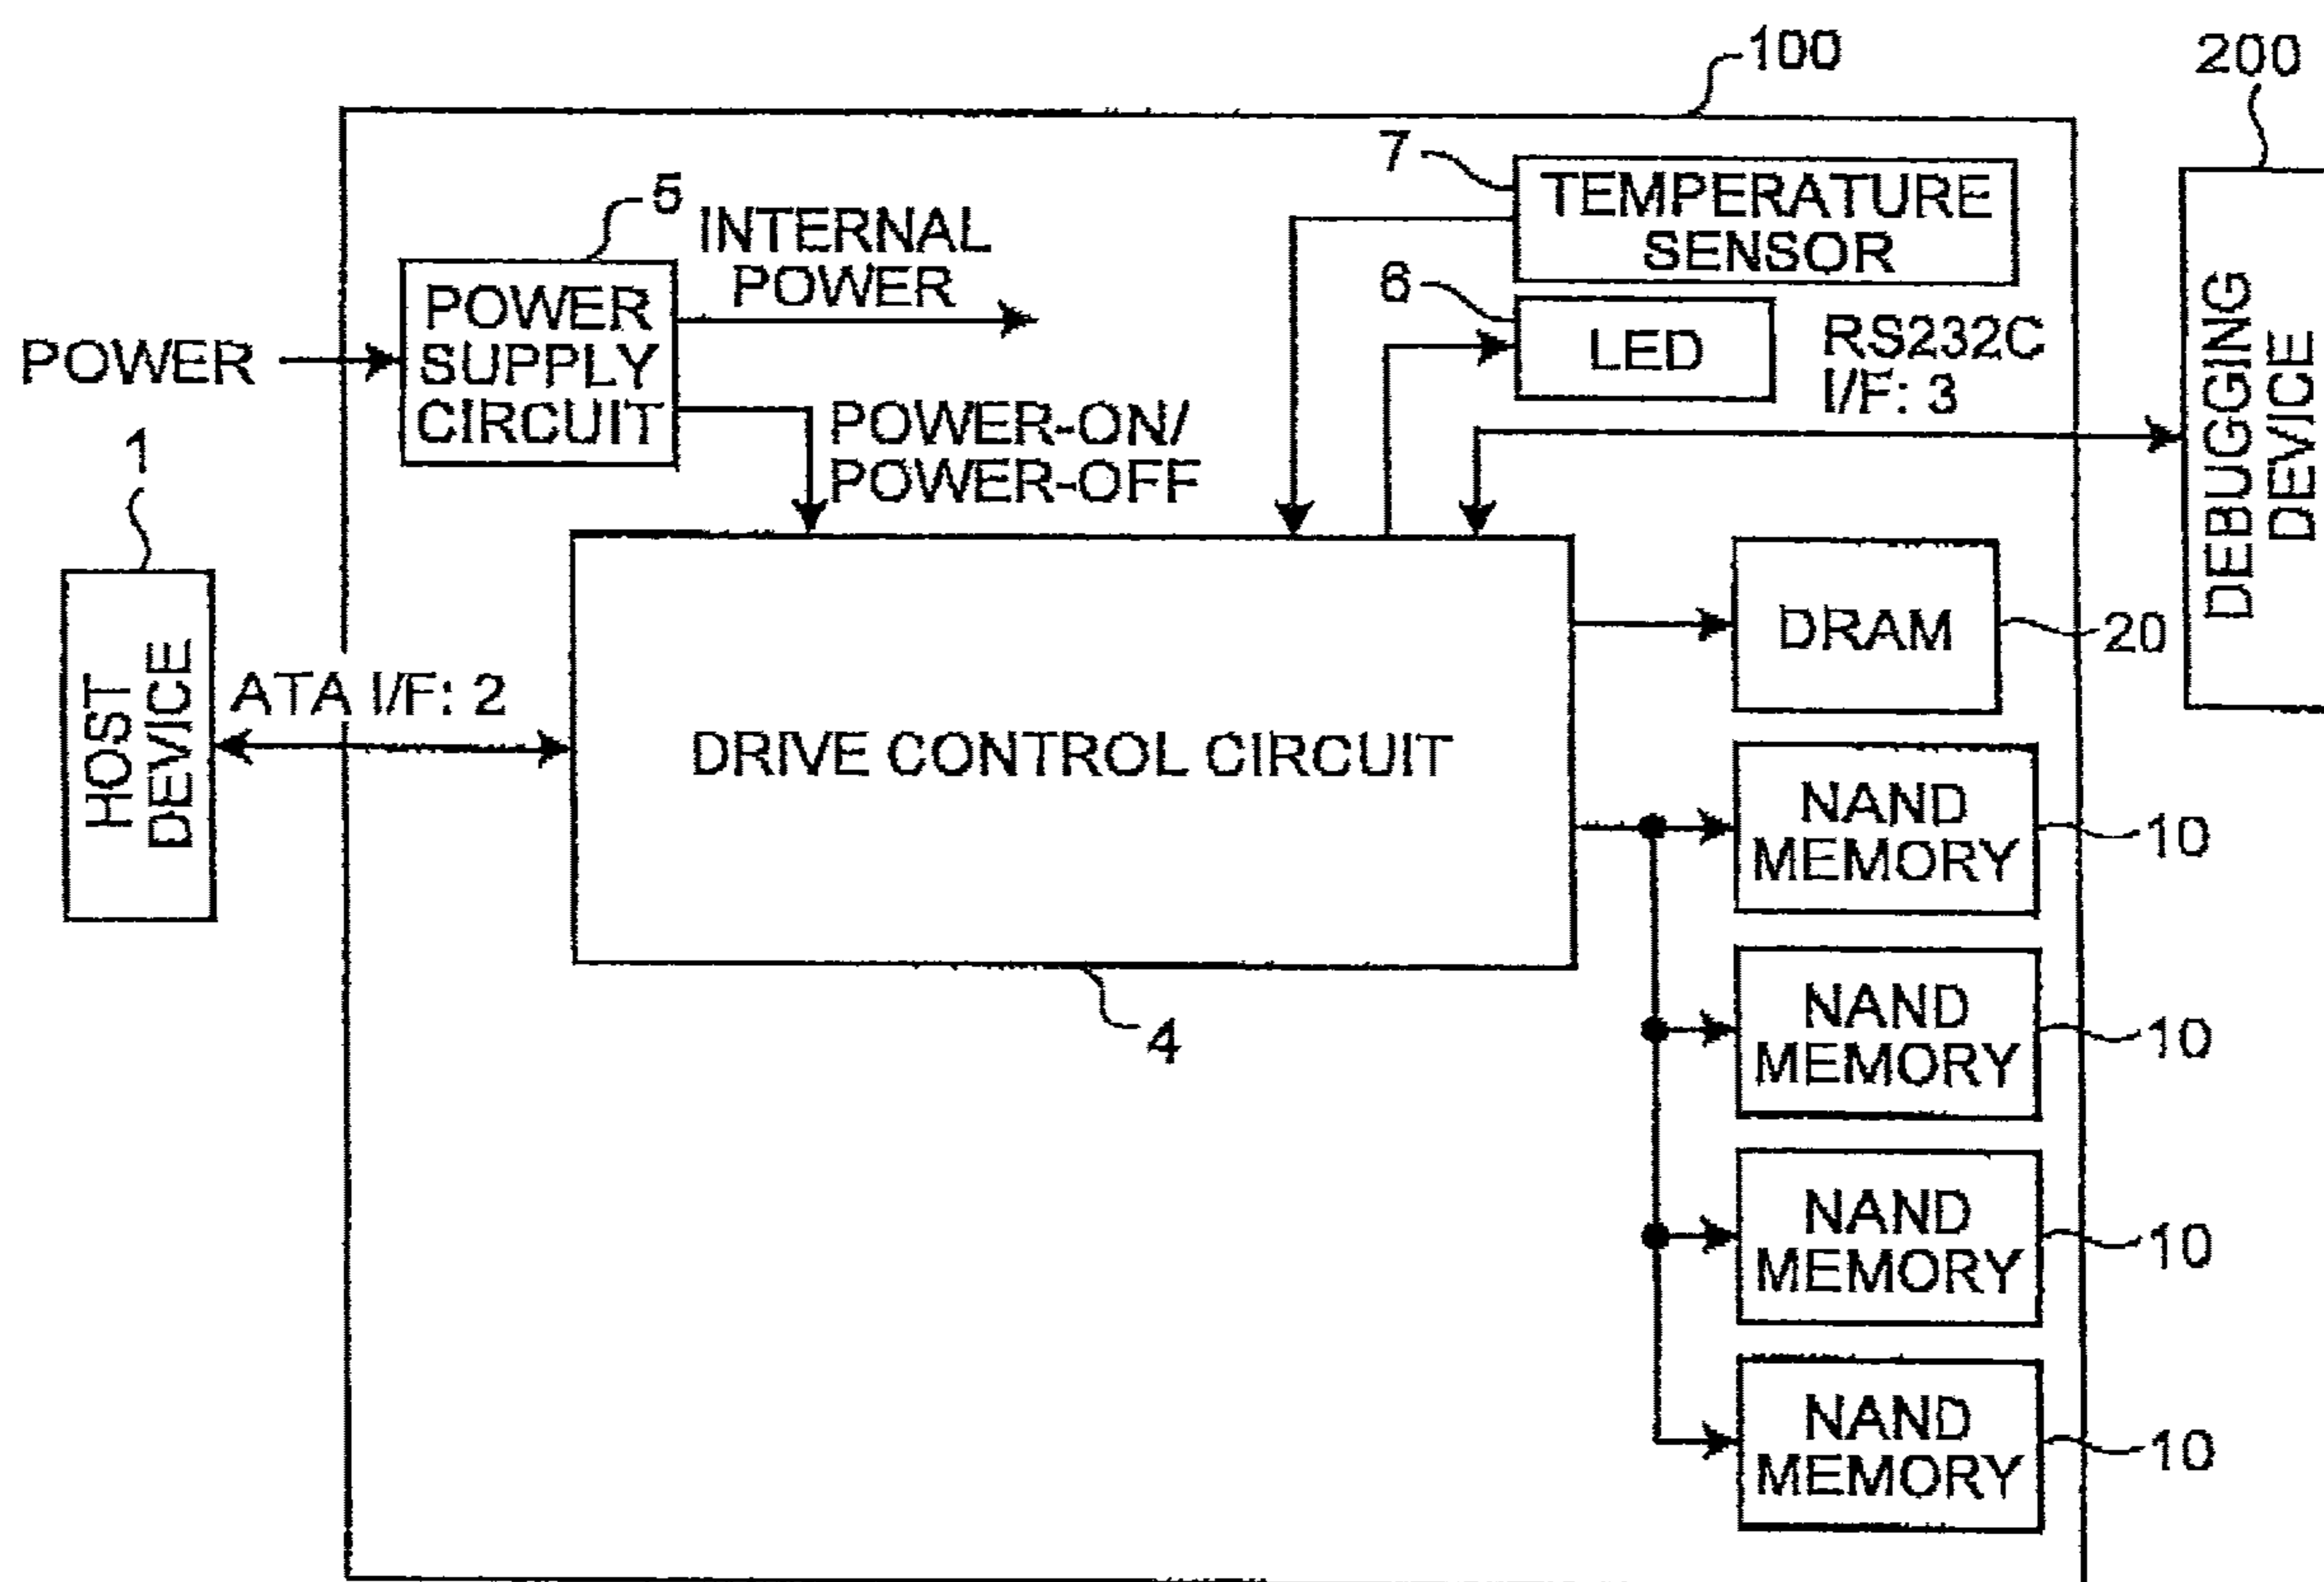 100
200
7
TEMPERATURE
SENSOR
5
INTERNAL
POWER
6
LED
POWER
SUPPLY
CIRCUIT
POWER
RS232C
I/F: 3
POWER-ON/
POWER-OFF
DEBUGGING
DEVICE
1
HOST
DEVICE
ATA I/F: 2
DRIVE CONTROL CIRCUIT
4
DRAM
20
NAND
MEMORY
10
NAND
MEMORY
10
NAND
MEMORY
10
NAND
MEMORY
10